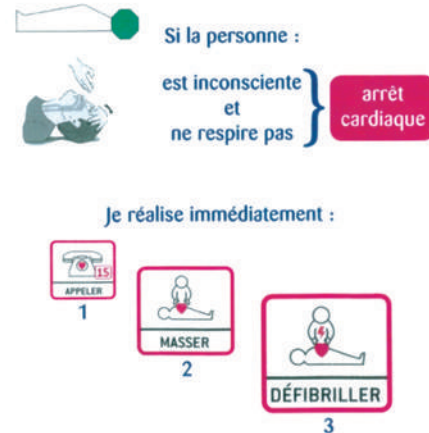 Si la personne :
est inconsciente
et
ne respire pas
arrêt
cardiaque
Je réalise immédiatement :
15
APPELER
1
MASSER
2
DÉFIBRILLER
3